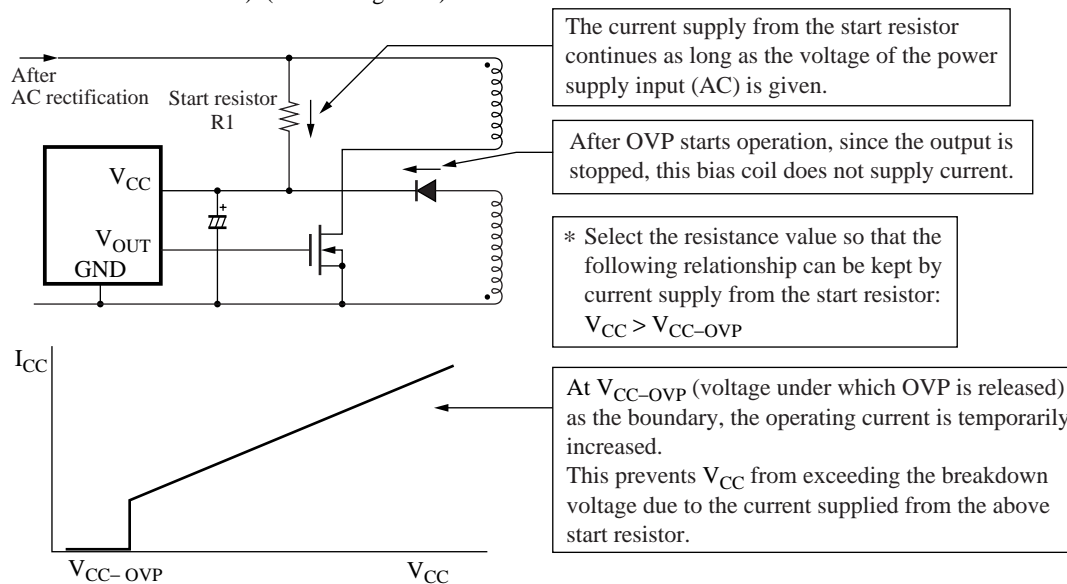 The current supply from the start resistor
continues as long as the voltage of the power
supply input (AC) is given.
After
AC rectification
Start resistor
R1
After OVP starts operation, since the output is
stopped, this bias coil does not supply current.
VCC
+
VOUT
GND
* Select the resistance value so that the
following relationship can be kept by
current supply from the start resistor:
VCC > VCC–OVP
ICC
At VCC–OVP (voltage under which OVP is released)
as the boundary, the operating current is temporarily
increased.
This prevents VCC from exceeding the breakdown
voltage due to the current supplied from the above
start resistor.
VCC– OVP
VCC